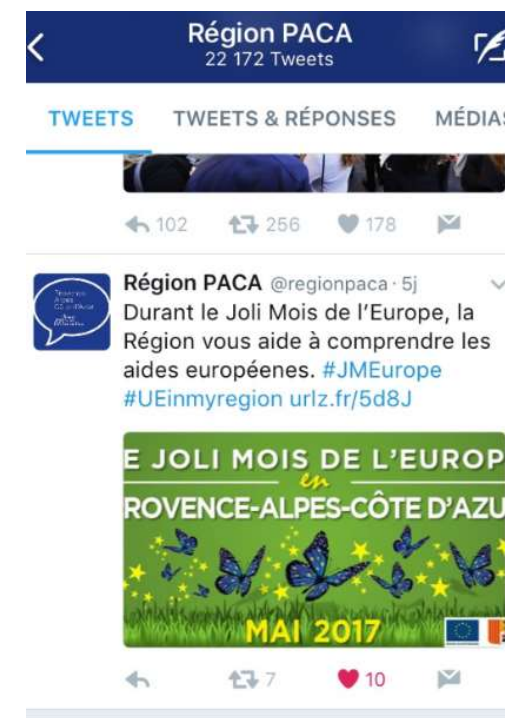 Région PACA
22 172 Tweets
TWEETS TWEETS & RÉPONSES MÉDIAS
102 256 178
Région PACA @regionpaca · 5j
Durant le Joli Mois de l'Europe, la
Région vous aide à comprendre les
aides européenes. #JMEurope
#UEinmyregion urlz.fr/5d8J
E JOLI MOIS DE L'EUROP
en
ROVENCE-ALPES-CÔTE D'AZU
MAI 2017
7 10